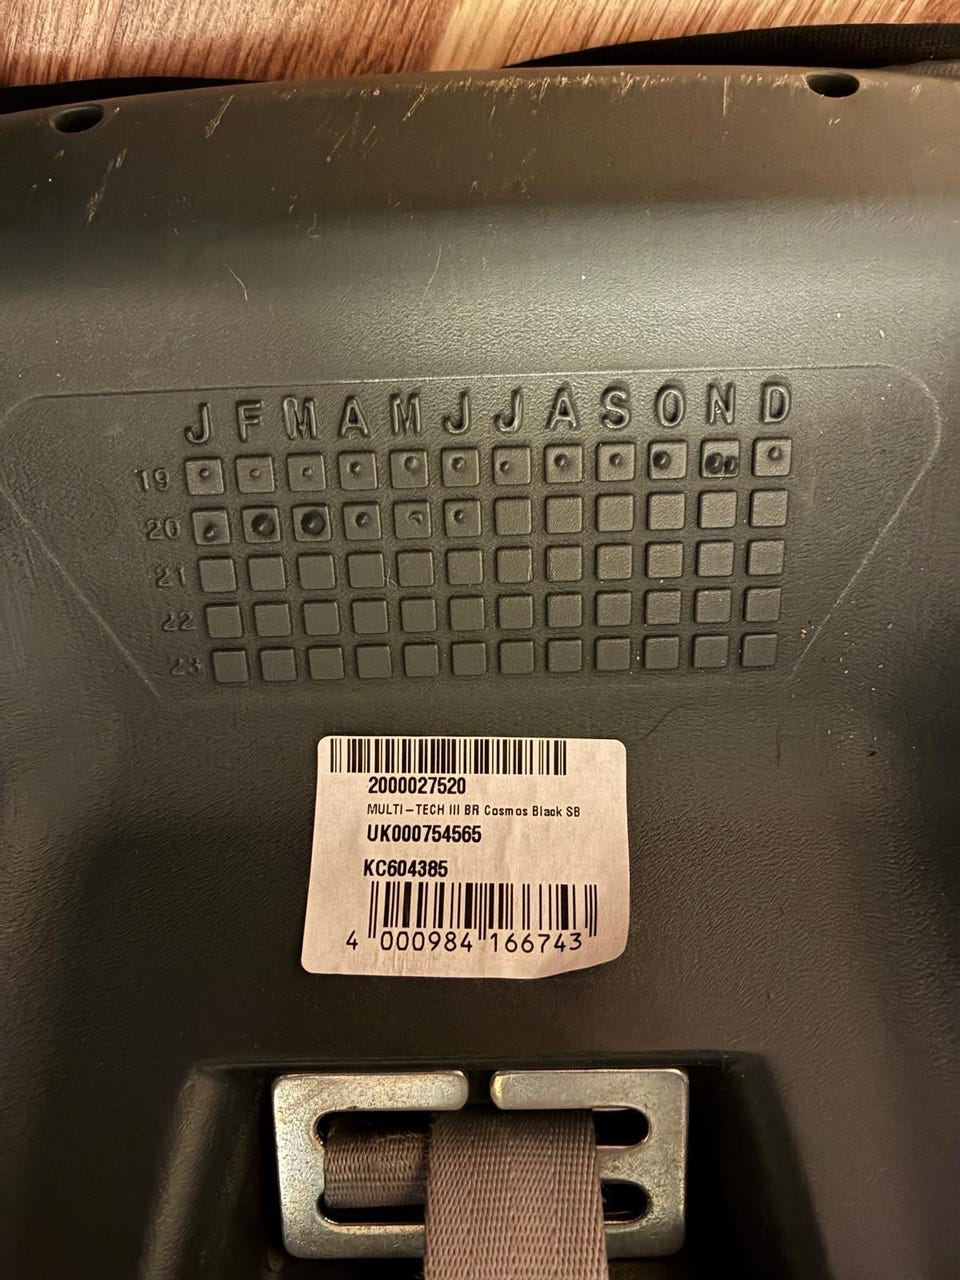 J F M A M J J A S O N D
19
20
21
22
23
2000027520
MULTI-TECH III BR Cosmos Black SB
UK000754565
KC604385
4 000984 166743